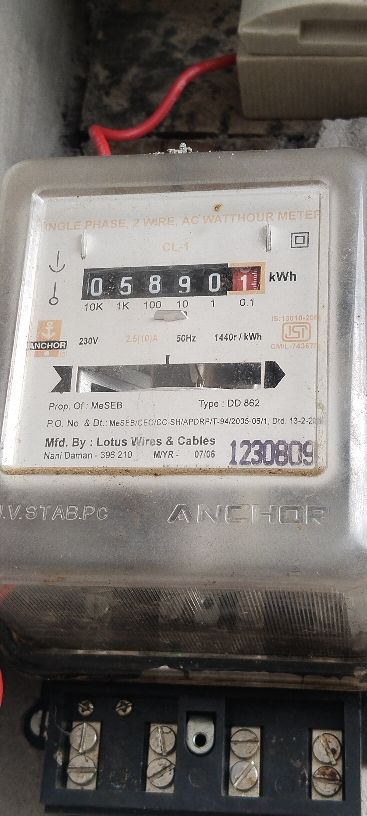 SINGLE PHASE, 2 WIRE, AC WATTHOUR METER
CL-1
0 5 8 9 0 1 kWh
10K 1K 100 10 1 0.1
ANCHOR 230V 2.5(10)A 50Hz 1440r / kWh
Prop. Of : MeSEB Type : DD 862
P.O. No. & Dt.:
Mfd. By : Lotus Wires & Cables
Nani Daman - 396 210 M/YR - 07/06 1230809
ANCHOR